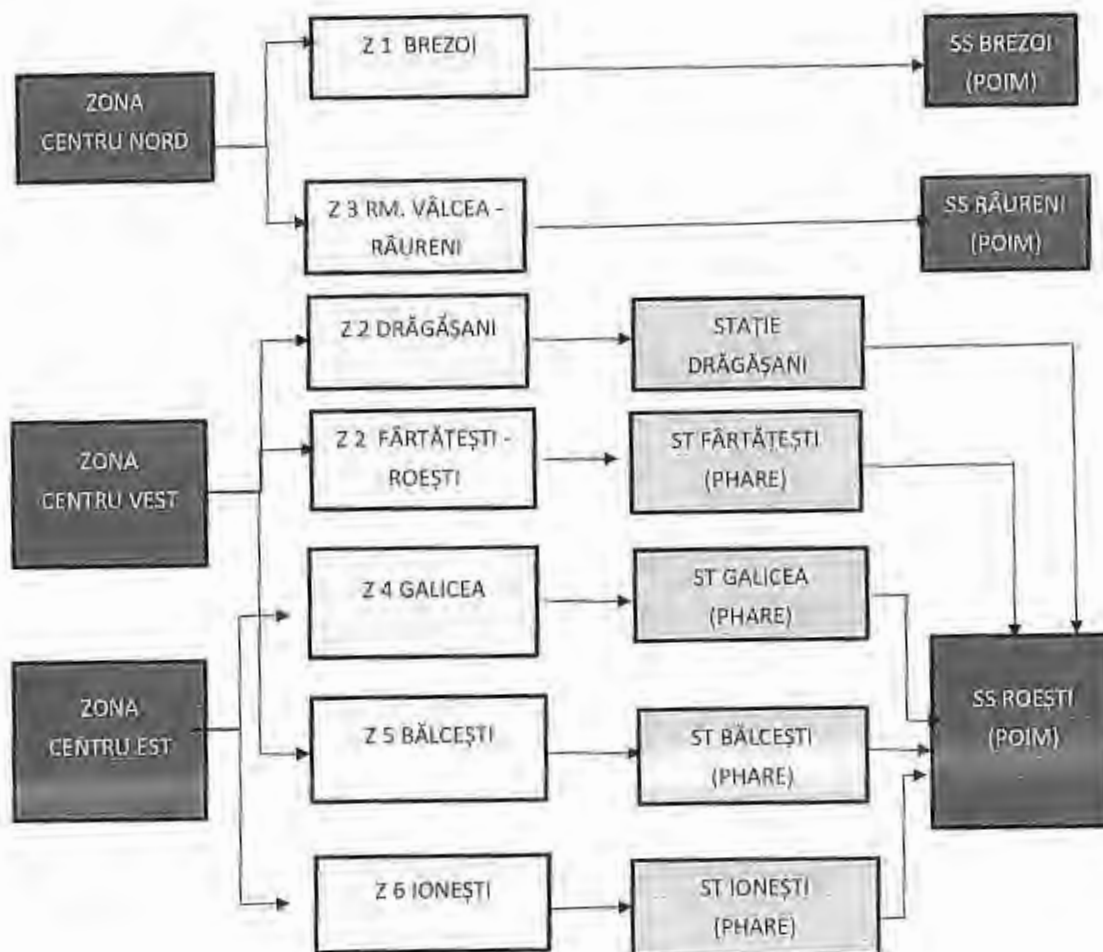 Z 1 BREZOI
SS BREZOI
(POIM)
ZONA
CENTRU NORD
Z 3 RM. VÂLCEA -
RÂURENI
SS RÂURENI
(POIM)
Z 2 DRĂGĂȘANI
STAȚIE
DRĂGĂȘANI
ZONA
CENTRU VEST
Z 2 FÂRTĂȚEȘTI -
ROEȘTI
ST FÂRTĂȚEȘTI
(PHARE)
Z 4 GALICEA
ST GALICEA
(PHARE)
ZONA
CENTRU EST
Z 5 BĂLCEȘTI
ST BĂLCEȘTI
(PHARE)
SS ROEȘTI
(POIM)
Z 6 IONEȘTI
ST IONEȘTI
(PHARE)